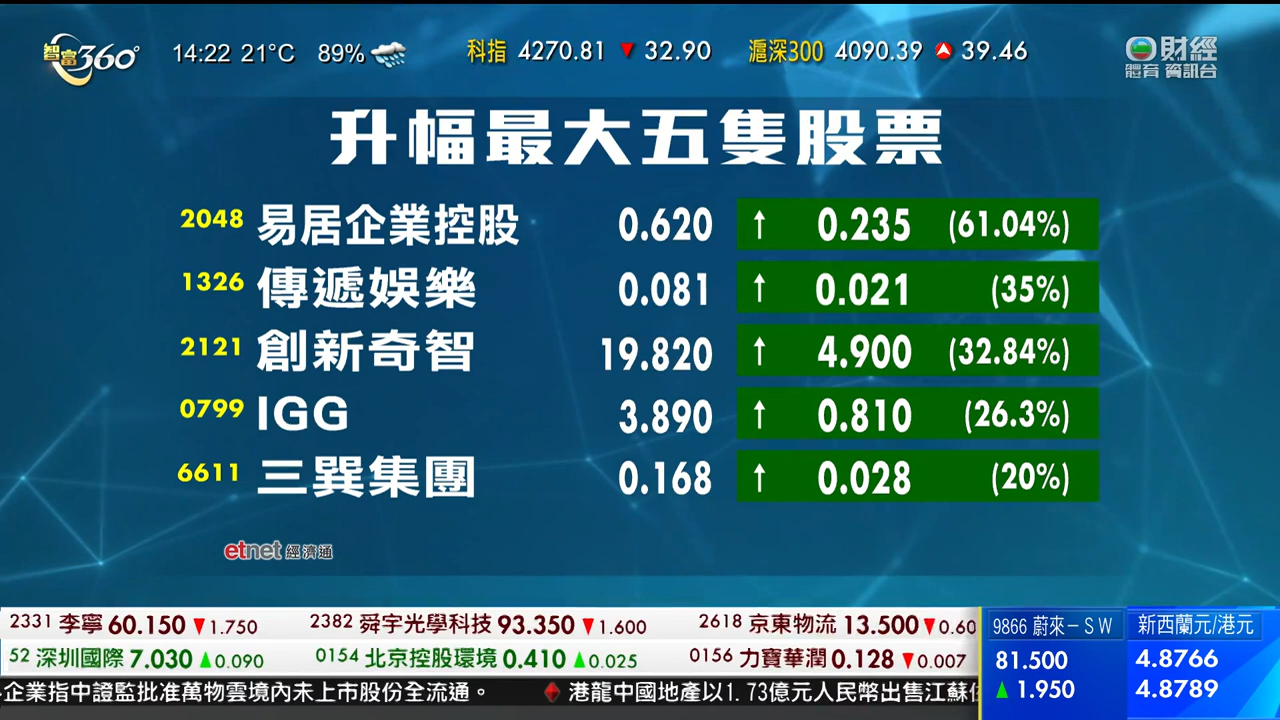 智富360° 14:22 21°C 89% 科指 4270.81 ▼ 32.90 滬深300 4090.39 ▲ 39.46 財經
體育 資訊台
升幅最大五隻股票
2048 易居企業控股 0.620 ↑ 0.235 (61.04%)
1326 傳遞娛樂 0.081 ↑ 0.021 (35%)
2121 創新奇智 19.820 ↑ 4.900 (32.84%)
0799 IGG 3.890 ↑ 0.810 (26.3%)
6611 三巽集團 0.168 ↑ 0.028 (20%)
etnet 經濟通
2331 李寧 60.150 ▼ 1.750 2382 舜宇光學科技 93.350 ▼ 1.600 2618 京東物流 13.500 ▼ 0.60
52 深圳國際 7.030 ▲ 0.090 0154 北京控股環境 0.410 ▲ 0.025 0156 力寶華潤 0.128 ▼ 0.007
企業指中證監批准萬物雲境內未上市股份全流通。 港龍中國地產以1.73億元人民幣出售江蘇
9866 蔚來－ＳＷ
81.500
▲ 1.950
新西蘭元/港元
4.8766
4.8789